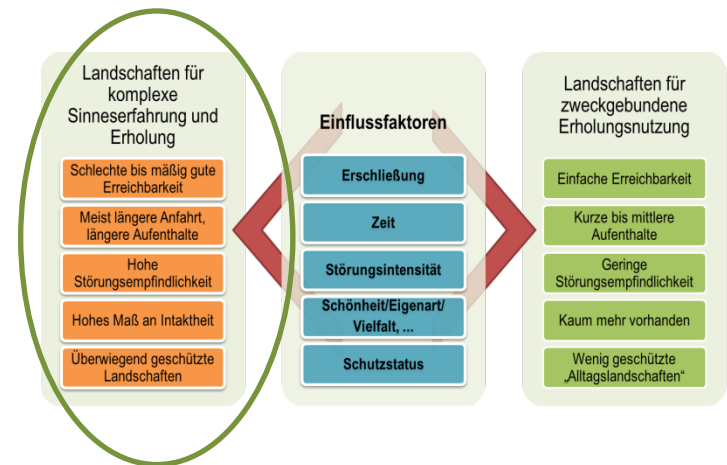 Landschaften für
komplexe
Sinneserfahrung und
Erholung
Schlechte bis mäßig gute
Erreichbarkeit
Meist längere Anfahrt,
längere Aufenthalte
Hohe
Störungsempfindlichkeit
Hohes Maß an Intaktheit
Überwiegend geschützte
Landschaften
Einflussfaktoren
Erschließung
Zeit
Störungsintensität
Schönheit/Eigenart/
Vielfalt, ...
Schutzstatus
Landschaften für
zweckgebundene
Erholungsnutzung
Einfache Erreichbarkeit
Kurze bis mittlere
Aufenthalte
Geringe
Störungsempfindlichkeit
Kaum mehr vorhanden
Wenig geschützte
„Alltagslandschaften“